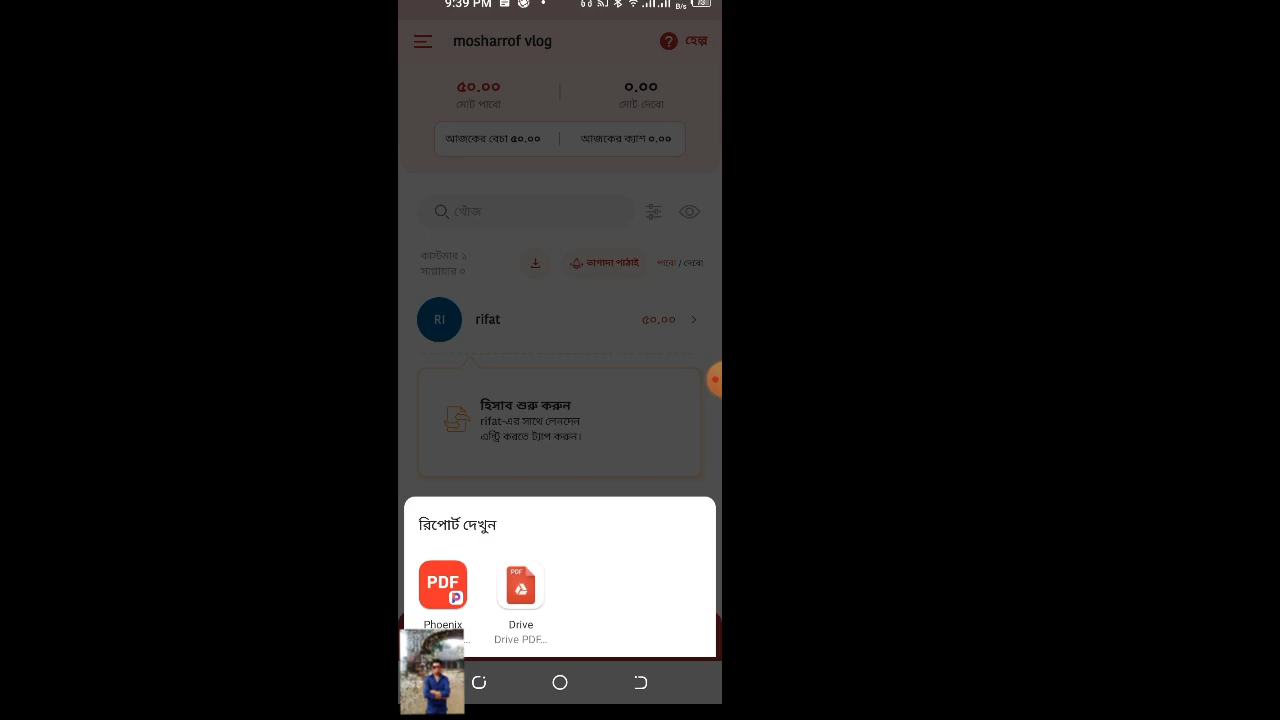 9:39 PM
B/s
mosharrof vlog
? হেল্প
৫০.০০
০.০০
মোট পাবো
মোট দেবো
আজকের বেচা ৫০.০০
আজকের ক্যাশ ০.০০
খোঁজ
কাস্টমার ১
সাপ্লায়ার ০
তাগাদা পাঠাই
পাবো / দেবো
RI
rifat
৫০.০০
হিসাব শুরু করুন
rifat-এর সাথে লেনদেন
এন্ট্রি করতে ট্যাপ করুন।
রিপোর্ট দেখুন
PDF
PDF
Phoenix
Drive
Drive PDF...